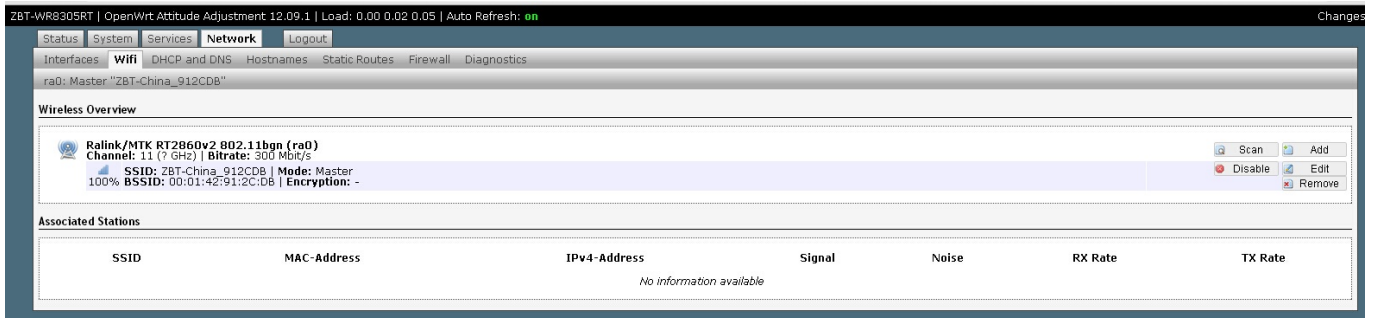 ZBT-WR8305RT | OpenWrt Attitude Adjustment 12.09.1 | Load: 0.00 0.02 0.05 | Auto Refresh: on Changes
Status System Services Network Logout
Interfaces Wifi DHCP and DNS Hostnames Static Routes Firewall Diagnostics
ra0: Master "ZBT-China_912CDB"
Wireless Overview
Ralink/MTK RT2860v2 802.11bgn (ra0)
Channel: 11 (? GHz) | Bitrate: 300 Mbit/s
Scan Add
SSID: ZBT-China_912CDB | Mode: Master
100% BSSID: 00:01:42:91:2C:DB | Encryption: -
Disable Edit
Remove
Associated Stations
SSID MAC-Address IPv4-Address Signal Noise RX Rate TX Rate
No information available